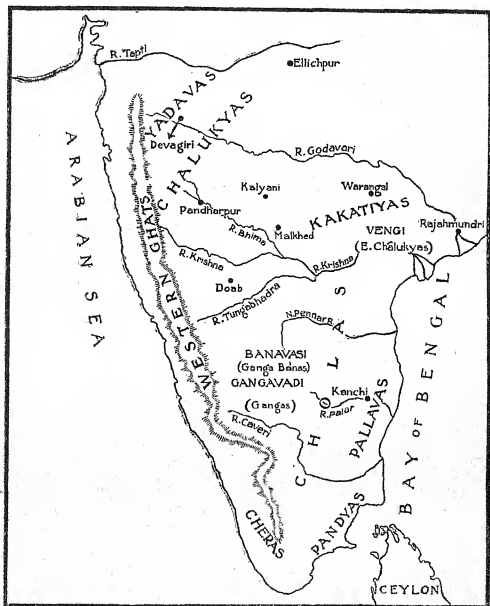 R. Tapti
Ellichpur
YADAVAS
Devagiri
CHALUKYAS
R. Godavari
ARABIAN SEA
Kalyani
Warangal
Pandharpur
KAKATIYAS
Rajahmundri
R. Bhima
Malkhed
VENGI
(E. Chālukyas)
WESTERN GHATS
R. Krishna
R. Krishna
Doab
R. Tungabhadra
N. Pennar R.
BANAVASI
(Ganga Banas)
GANGAVADI
Kanchi
(Gangas)
R. Palar
R. Caveri
CHOLAS
PALLAVAS
BAY OF BENGAL
CHERAS
PANDYAS
CEYLON